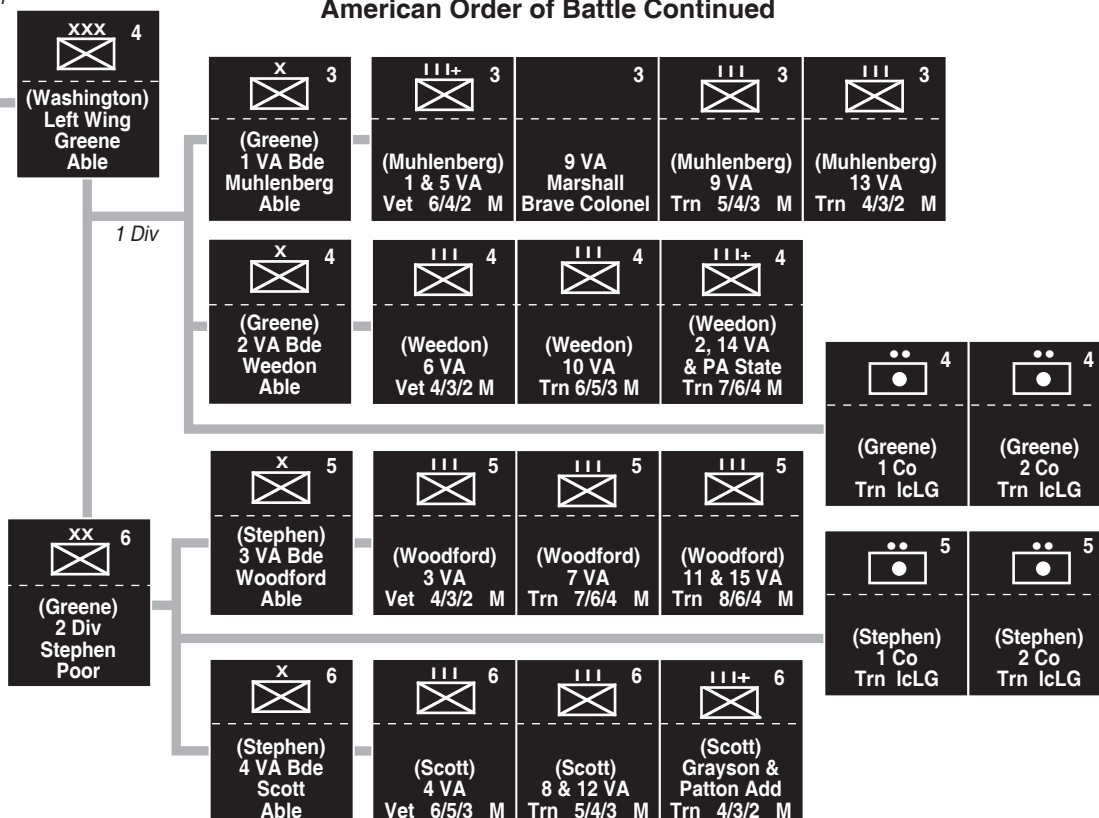 American Order of Battle Continued
XXX 4
(Washington)
Left Wing
Greene
Able
1 Div
X 3
(Greene)
1 VA Bde
Muhlenberg
Able
III+ 3
(Muhlenberg)
1 & 5 VA
Vet 6/4/2 M
3
9 VA
Marshall
Brave Colonel
III 3
(Muhlenberg)
9 VA
Trn 5/4/3 M
III 3
(Muhlenberg)
13 VA
Trn 4/3/2 M
X 4
(Greene)
2 VA Bde
Weedon
Able
III 4
(Weedon)
6 VA
Vet 4/3/2 M
III 4
(Weedon)
10 VA
Trn 6/5/3 M
III+ 4
(Weedon)
2, 14 VA
& PA State
Trn 7/6/4 M
4
(Greene)
1 Co
Trn IcLG
4
(Greene)
2 Co
Trn IcLG
XX 6
(Greene)
2 Div
Stephen
Poor
X 5
(Stephen)
3 VA Bde
Woodford
Able
III 5
(Woodford)
3 VA
Vet 4/3/2 M
III 5
(Woodford)
7 VA
Trn 7/6/4 M
III 5
(Woodford)
11 & 15 VA
Trn 8/6/4 M
5
(Stephen)
1 Co
Trn IcLG
5
(Stephen)
2 Co
Trn IcLG
X 6
(Stephen)
4 VA Bde
Scott
Able
III 6
(Scott)
4 VA
Vet 6/5/3 M
III 6
(Scott)
8 & 12 VA
Trn 5/4/3 M
III+ 6
(Scott)
Grayson &
Patton Add
Trn 4/3/2 M